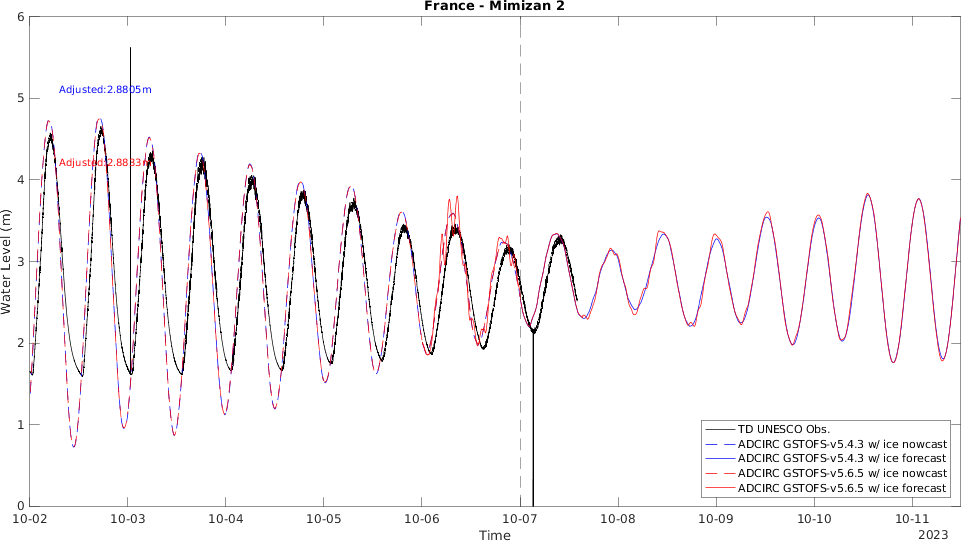 France - Mimizan 2
6
5
4
3
2
1
0
Water Level (m)
Adjusted:2.8805m
Adjusted:2.8883m
TD UNESCO Obs.
ADCIRC GSTOFS-v5.4.3 w/ ice nowcast
ADCIRC GSTOFS-v5.4.3 w/ ice forecast
ADCIRC GSTOFS-v5.6.5 w/ ice nowcast
ADCIRC GSTOFS-v5.6.5 w/ ice forecast
10-02 10-03 10-04 10-05 10-06 10-07 10-08 10-09 10-10 10-11
Time
2023